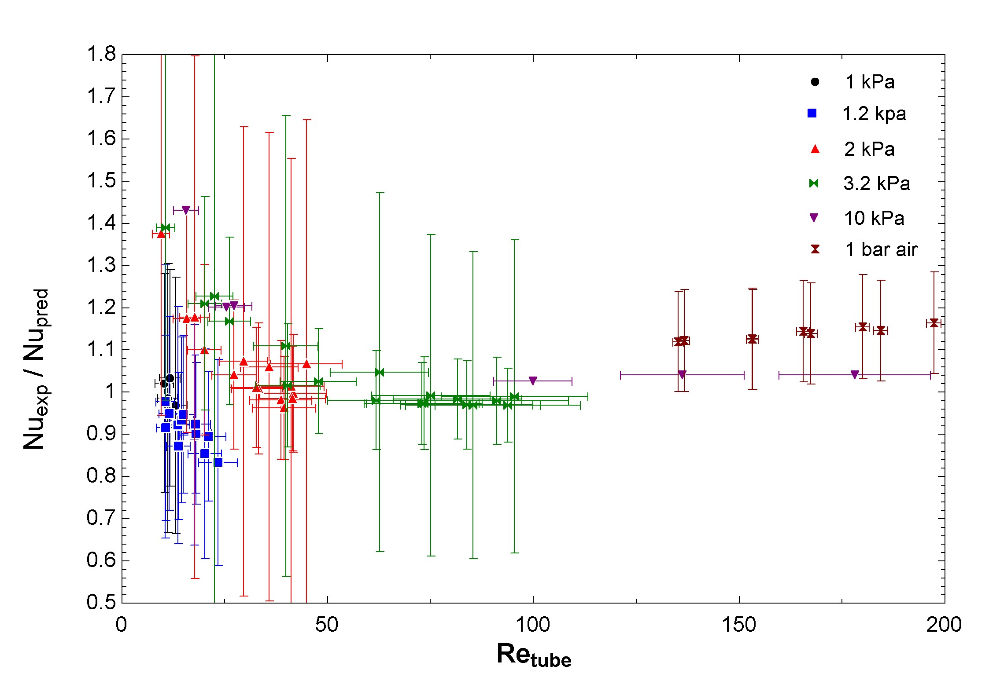 1.8
1.7
1.6
1.5
1.4
1.3
1.2
1.1
1
0.9
0.8
0.7
0.6
0.5
0 50 100 150 200
Nuexp / Nupred
Retube
1 kPa
1.2 kpa
2 kPa
3.2 kPa
10 kPa
1 bar air